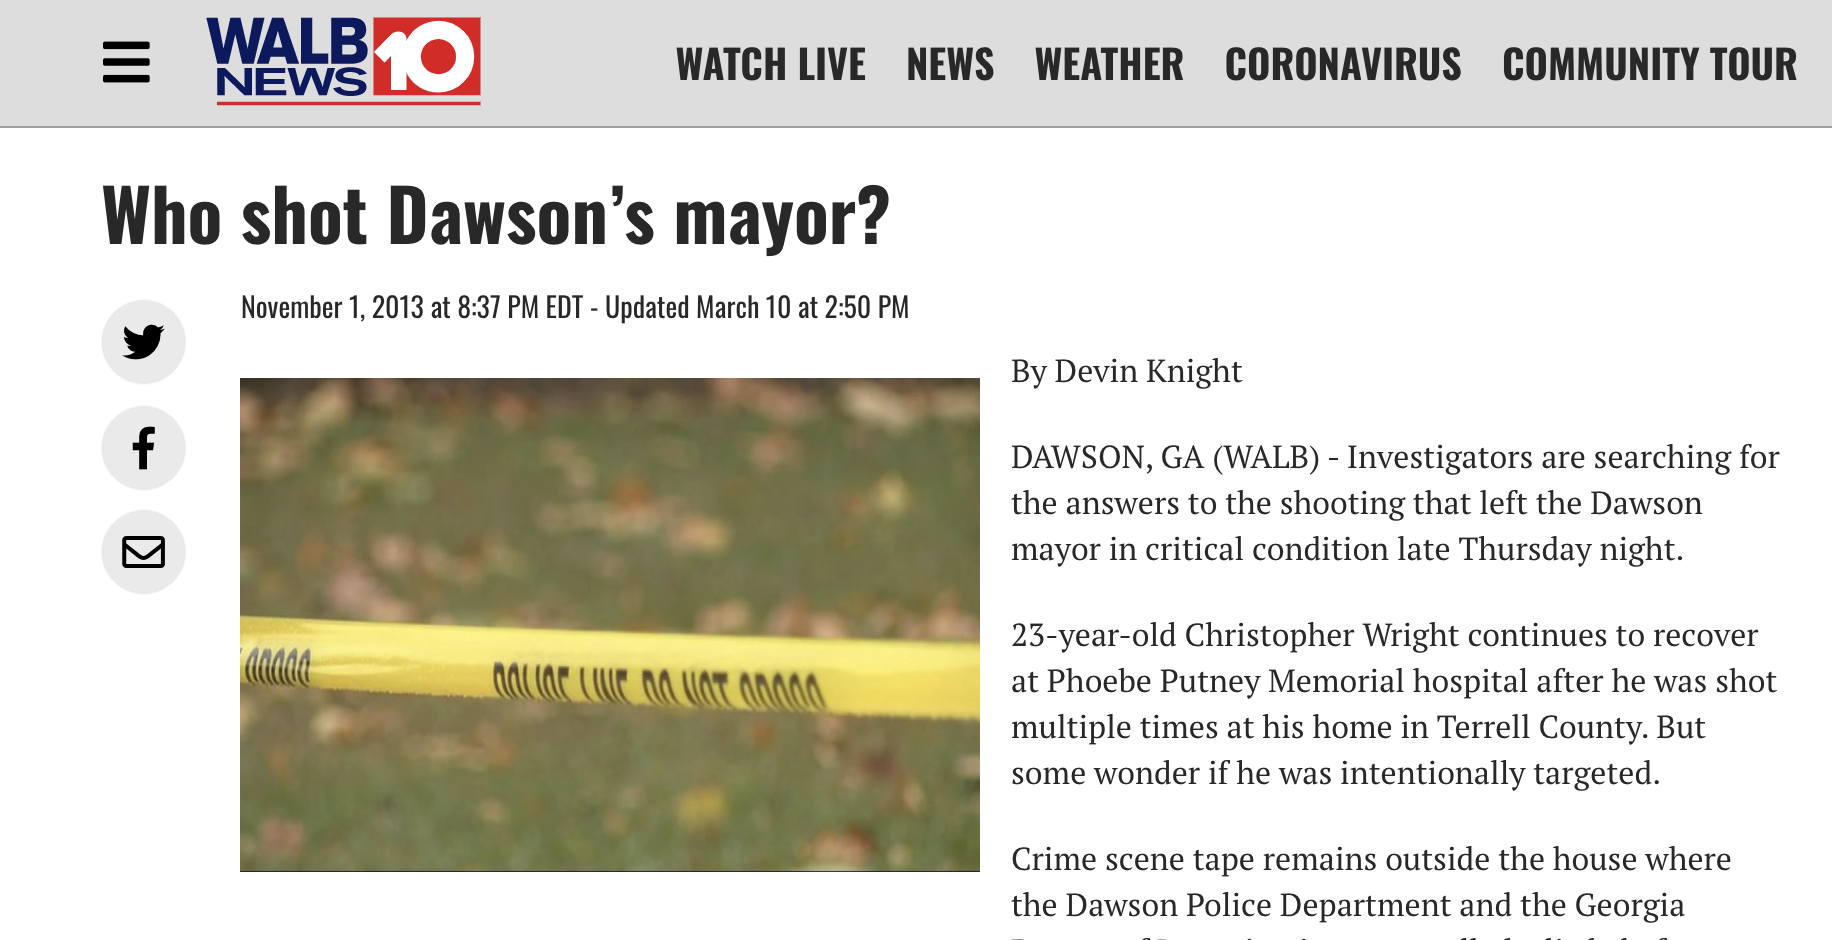 WALB
NEWS 10
WATCH LIVE NEWS WEATHER CORONAVIRUS COMMUNITY TOUR
Who shot Dawson’s mayor?
November 1, 2013 at 8:37 PM EDT - Updated March 10 at 2:50 PM
POLICE LINE DO NOT
By Devin Knight
DAWSON, GA (WALB) - Investigators are searching for
the answers to the shooting that left the Dawson
mayor in critical condition late Thursday night.
23-year-old Christopher Wright continues to recover
at Phoebe Putney Memorial hospital after he was shot
multiple times at his home in Terrell County. But
some wonder if he was intentionally targeted.
Crime scene tape remains outside the house where
the Dawson Police Department and the Georgia